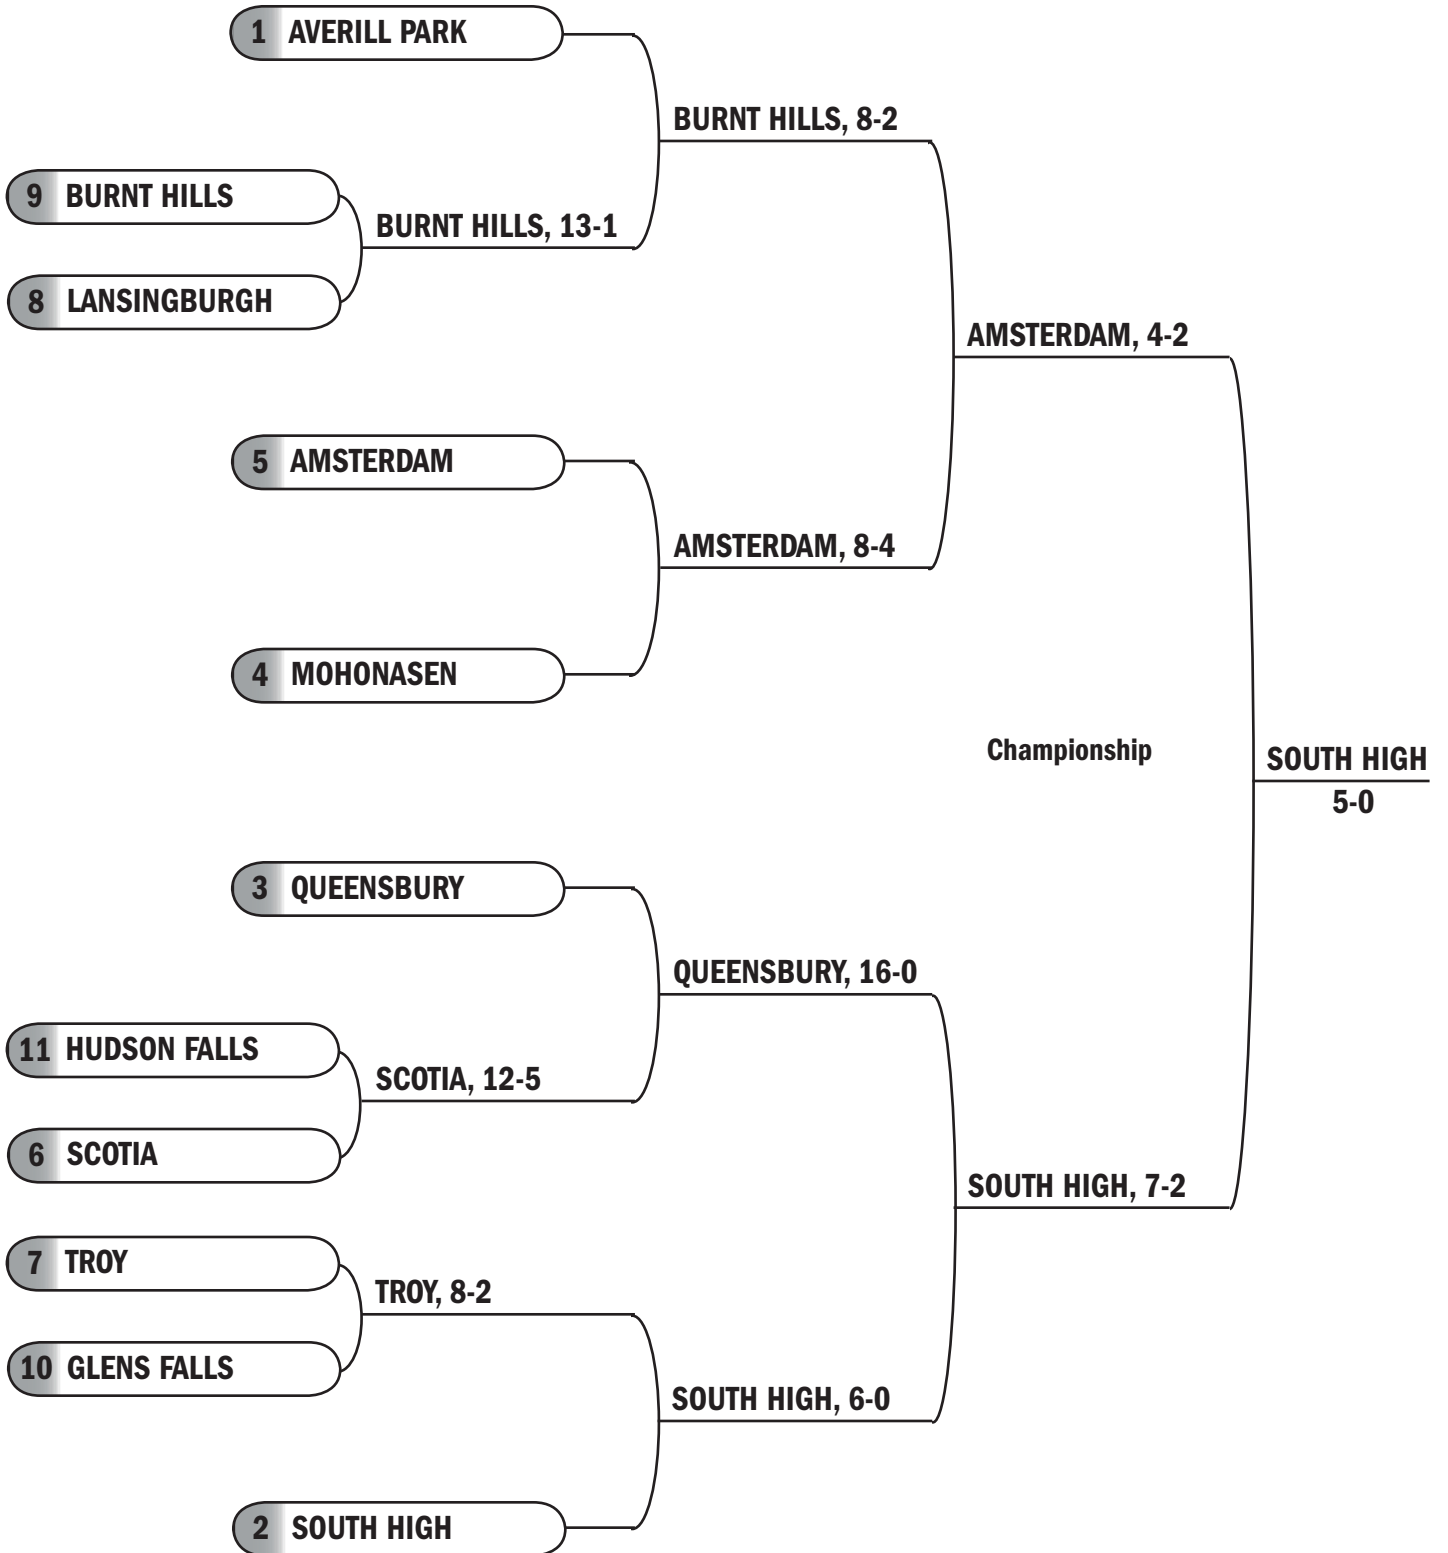 1 AVERILL PARK
BURNT HILLS, 8-2
9 BURNT HILLS
BURNT HILLS, 13-1
8 LANSINGBURGH
AMSTERDAM, 4-2
5 AMSTERDAM
AMSTERDAM, 8-4
4 MOHONASEN
Championship
SOUTH HIGH
5-0
3 QUEENSBURY
QUEENSBURY, 16-0
11 HUDSON FALLS
SCOTIA, 12-5
6 SCOTIA
SOUTH HIGH, 7-2
7 TROY
TROY, 8-2
10 GLENS FALLS
SOUTH HIGH, 6-0
2 SOUTH HIGH